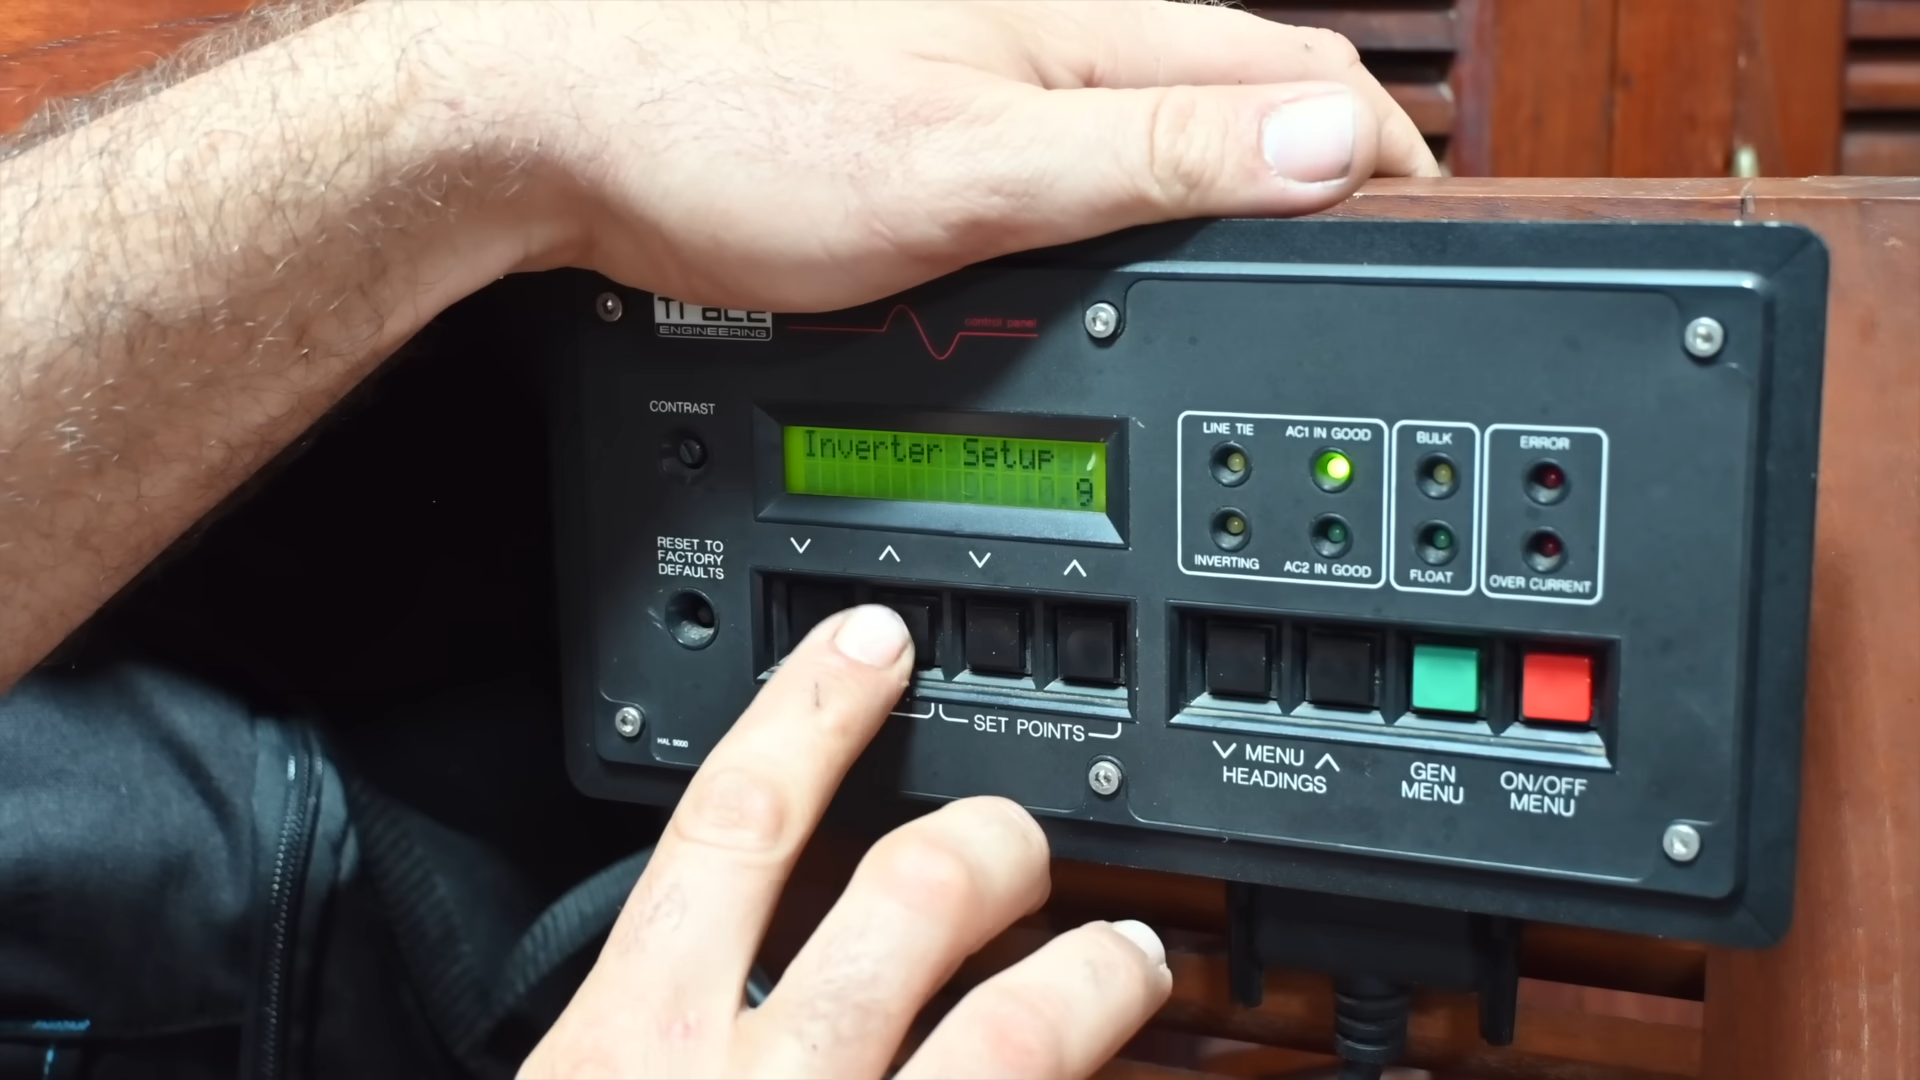 Trace
ENGINEERING
control panel
CONTRAST
Inverter Setup
9
RESET TO
FACTORY
DEFAULTS
LINE TIE
AC1 IN GOOD
INVERTING
AC2 IN GOOD
BULK
FLOAT
ERROR
OVER CURRENT
HAL 9000
SET POINTS
MENU
HEADINGS
GEN
MENU
ON/OFF
MENU